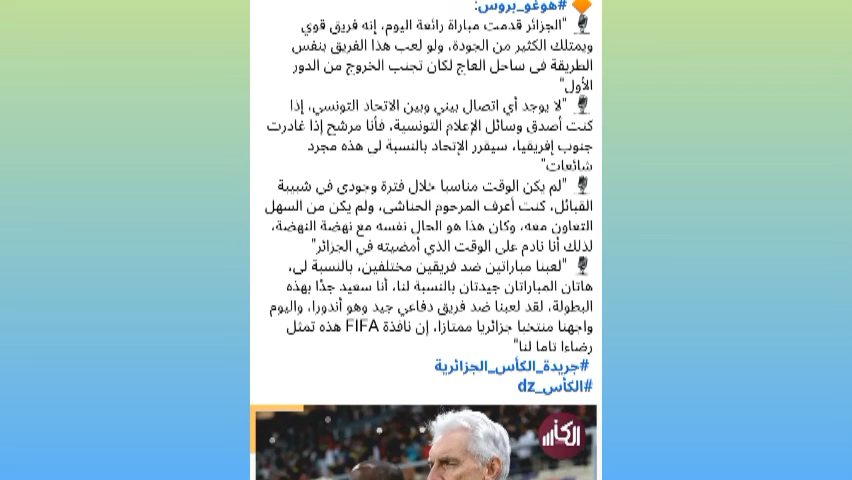 #هوغو_بروس:
"الجزائر قدمت مباراة رائعة اليوم، إنه فريق قوي
ويمتلك الكثير من الجودة، ولو لعب هذا الفريق بنفس
الطريقة في ساحل العاج لكان تجنب الخروج من الدور
الأول"
"لا يوجد أي اتصال بيني وبين الاتحاد التونسي، إذا
كنت أصدق وسائل الإعلام التونسية، فأنا مرشح إذا غادرت
جنوب إفريقيا، سيقرر الإتحاد بالنسبة لي هذه مجرد
شائعات"
"لم يكن الوقت مناسبا خلال فترة وجودي في شبيبة
القبائل، كنت أعرف المرحوم الحناشي، ولم يكن من السهل
التعاون معه، وكان هذا هو الحال نفسه مع نهضة النهضة،
لذلك أنا نادم على الوقت الذي أمضيته في الجزائر"
"لعبنا مباراتين ضد فريقين مختلفين، بالنسبة لي،
هاتان المباراتان جيدتان بالنسبة لنا، أنا سعيد جدًا بهذه
البطولة، لقد لعبنا ضد فريق دفاعي جيد وهو أندورا، واليوم
واجهنا منتخبا جزائريا ممتازا، إن نافذة FIFA هذه تمثل
رضاءا تاما لنا"
#جريدة_الكأس_الجزائرية
#الكأس_dz
الكأس